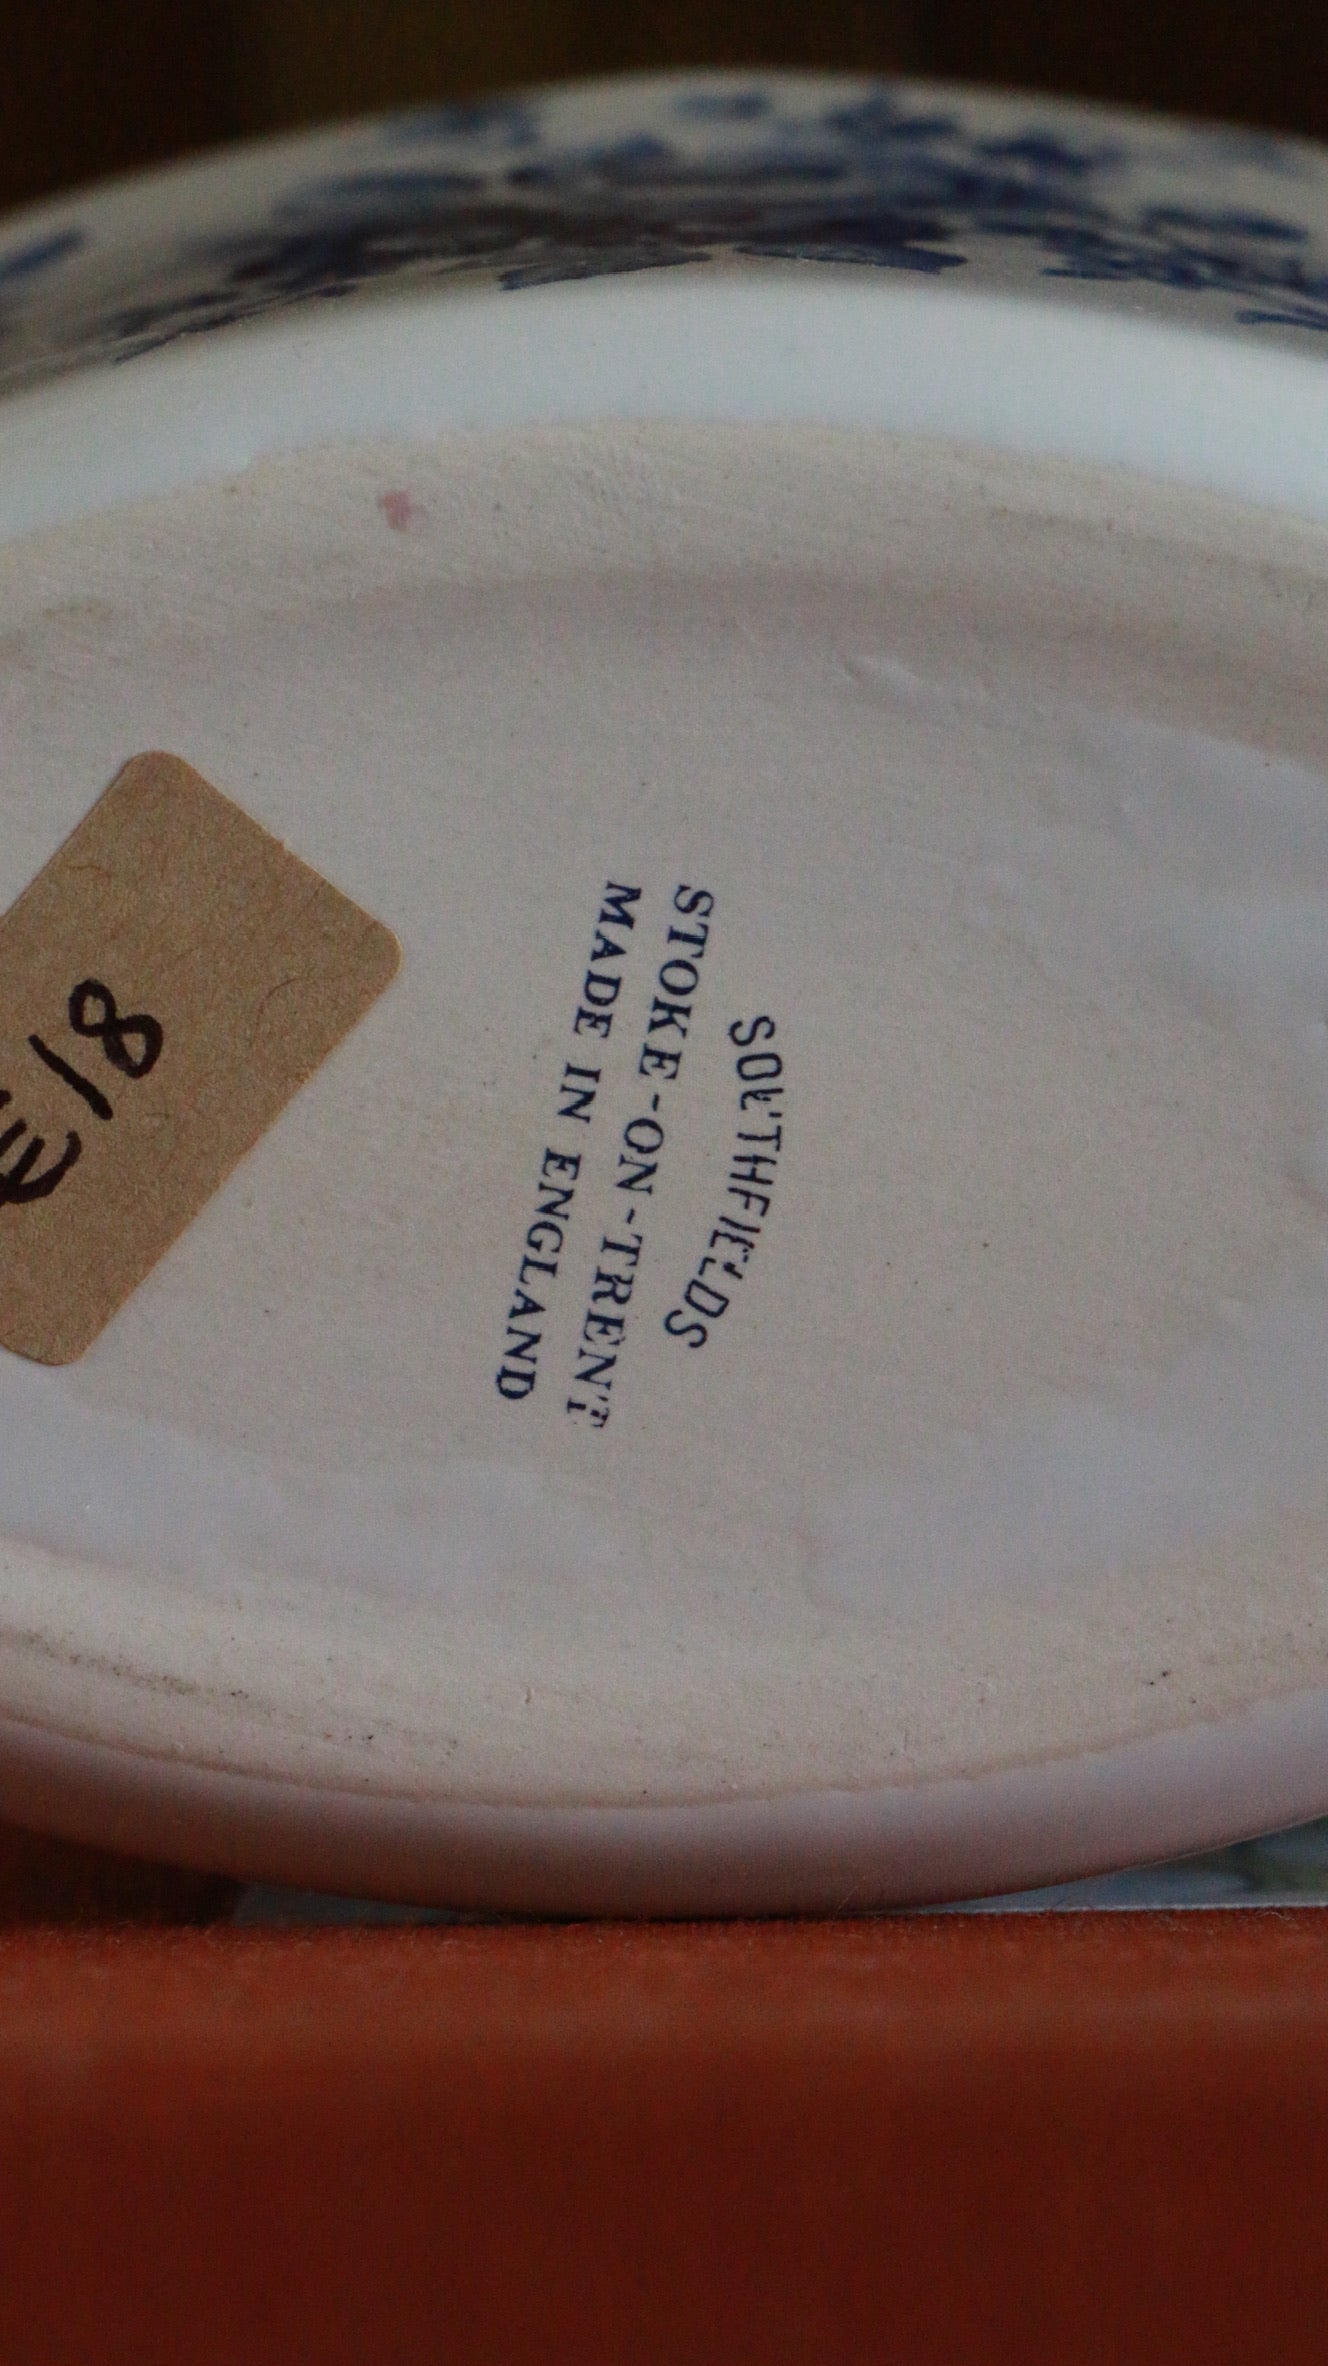 SOUTHFIELDS
STOKE-ON-TRENT
MADE IN ENGLAND
€18